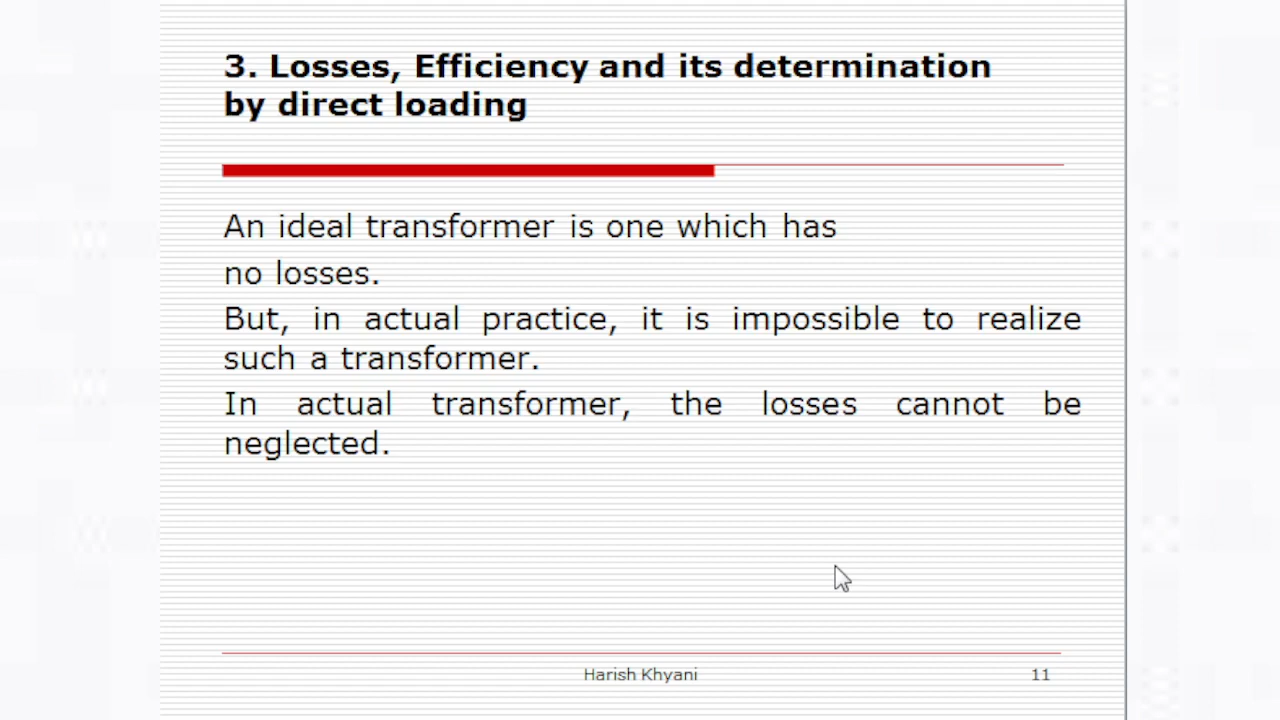 3. Losses, Efficiency and its determination
by direct loading
An ideal transformer is one which has
no losses.
But, in actual practice, it is impossible to realize
such a transformer.
In actual transformer, the losses cannot be
neglected.
Harish Khyani
11